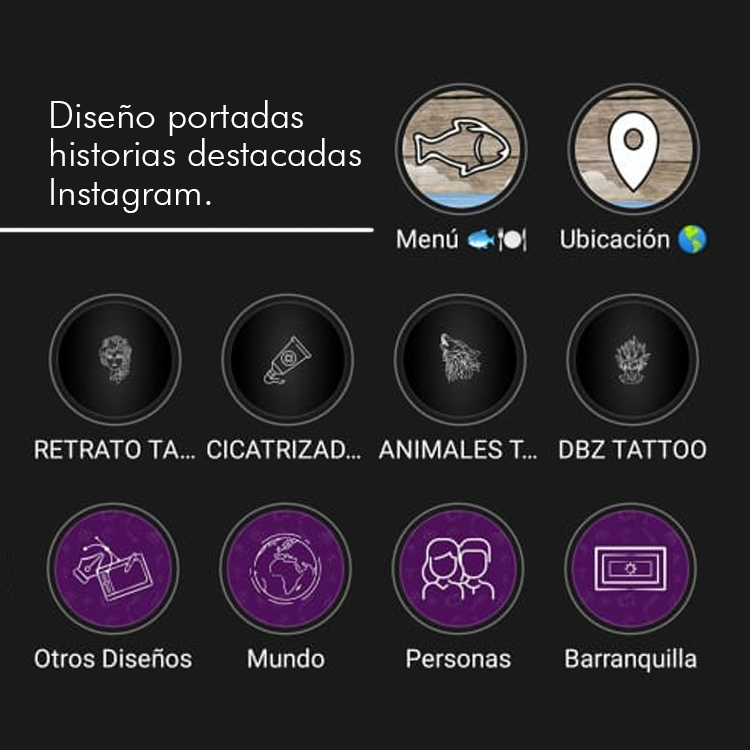 Diseño portadas
historias destacadas
Instagram.
Menú 🐟🍽
Ubicación 🌎
RETRATO TA...
CICATRIZAD...
ANIMALES T...
DBZ TATTOO
Otros Diseños
Mundo
Personas
Barranquilla